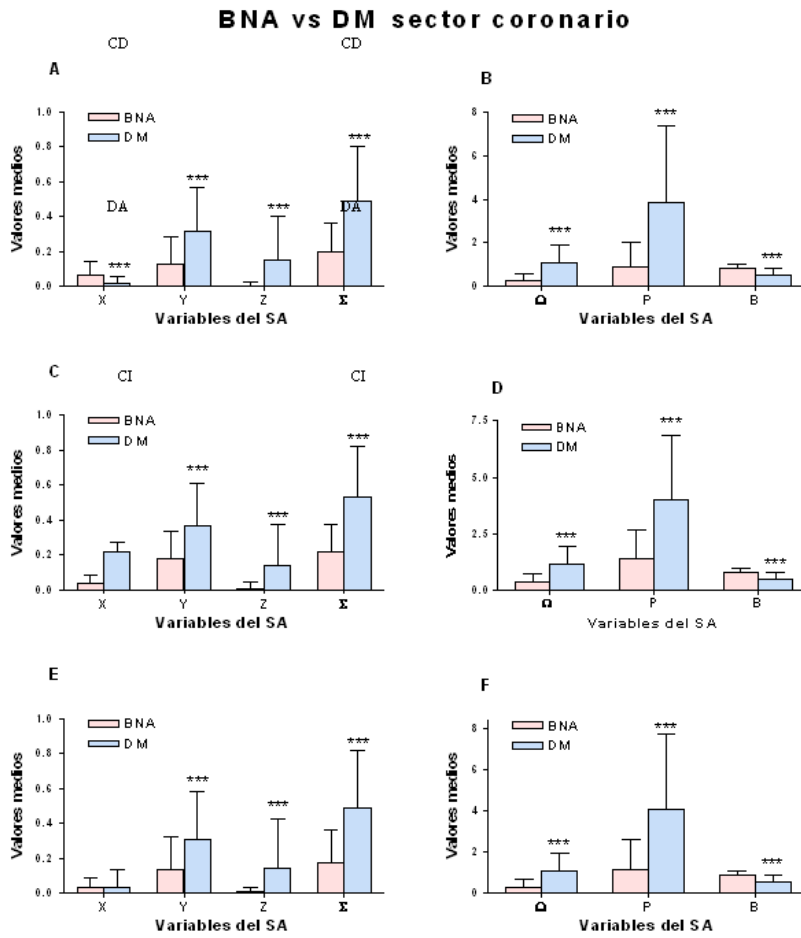 BNA vs DM sector coronario
CD
CD
A
BNA
DM
Valores medios
1.0
0.8
0.6
0.4
0.2
0.0
***
***
***
***
DA
DA
X
Y
Z
Σ
Variables del SA
B
BNA
DM
Valores medios
8
6
4
2
0
***
***
***
Ω
P
B
Variables del SA
C
CI
CI
BNA
DM
Valores medios
1.0
0.8
0.6
0.4
0.2
0.0
***
***
***
X
Y
Z
Σ
Variables del SA
D
BNA
DM
Valores medios
7.5
5.0
2.5
0.0
***
***
***
Ω
P
B
Variables del SA
E
BNA
DM
Valores medios
1.0
0.8
0.6
0.4
0.2
0.0
***
***
***
X
Y
Z
Σ
Variables del SA
F
BNA
DM
Valores medios
8
6
4
2
0
***
***
***
Ω
P
B
Variables del SA